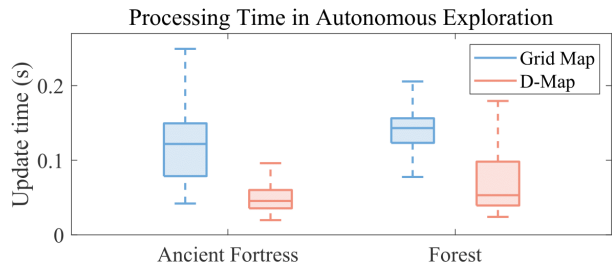 Processing Time in Autonomous Exploration
Update time (s)
0.2
0.1
0
Grid Map
D-Map
Ancient Fortress
Forest